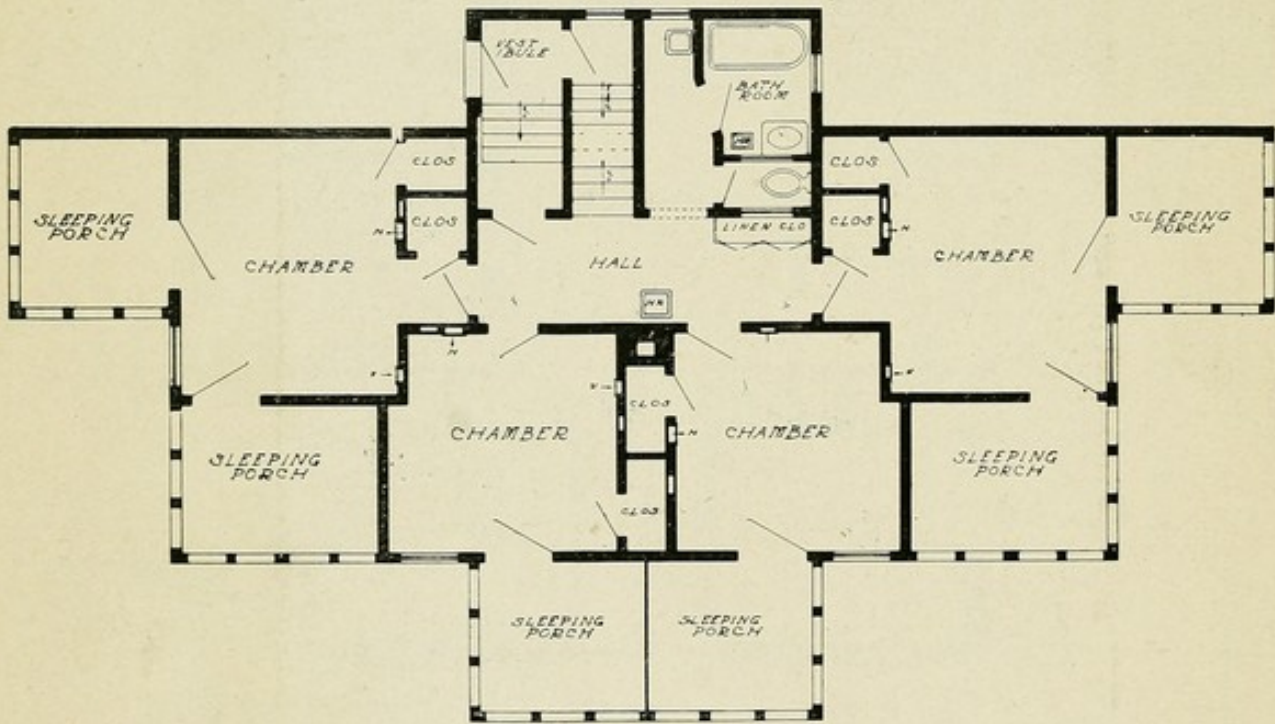 VEST
IBULE
BATH
ROOM
CLOS
CLOS
SLEEPING
PORCH
CHAMBER
HALL
LINEN CLO
CLOS
CLOS
CHAMBER
SLEEPING
PORCH
SLEEPING
PORCH
CHAMBER
CLOS
CLOS
CHAMBER
SLEEPING
PORCH
SLEEPING
PORCH
SLEEPING
PORCH